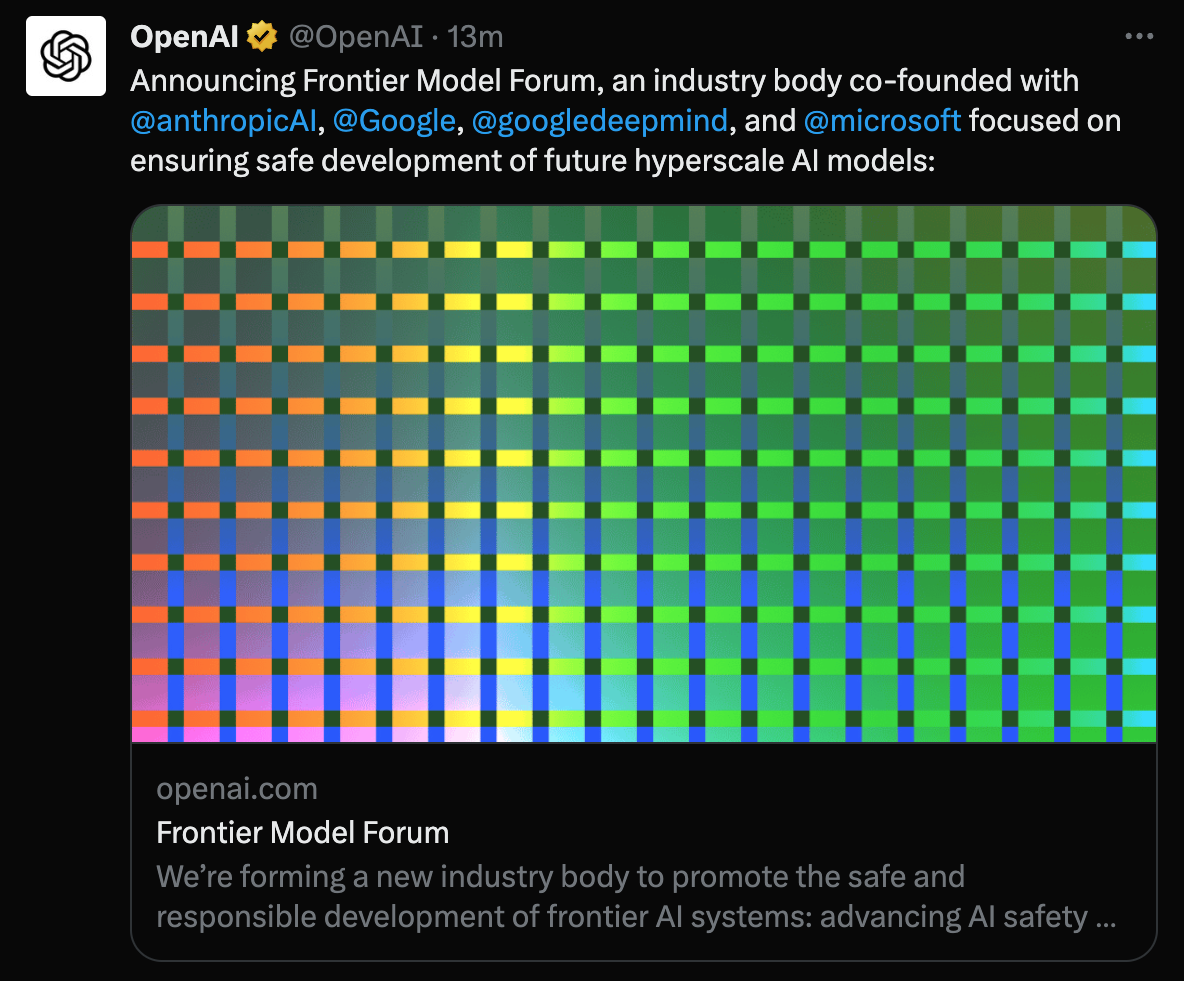 OpenAI @OpenAI · 13m
Announcing Frontier Model Forum, an industry body co-founded with
@anthropicAI, @Google, @googledeepmind, and @microsoft focused on
ensuring safe development of future hyperscale AI models:
openai.com
Frontier Model Forum
We’re forming a new industry body to promote the safe and
responsible development of frontier AI systems: advancing AI safety ...